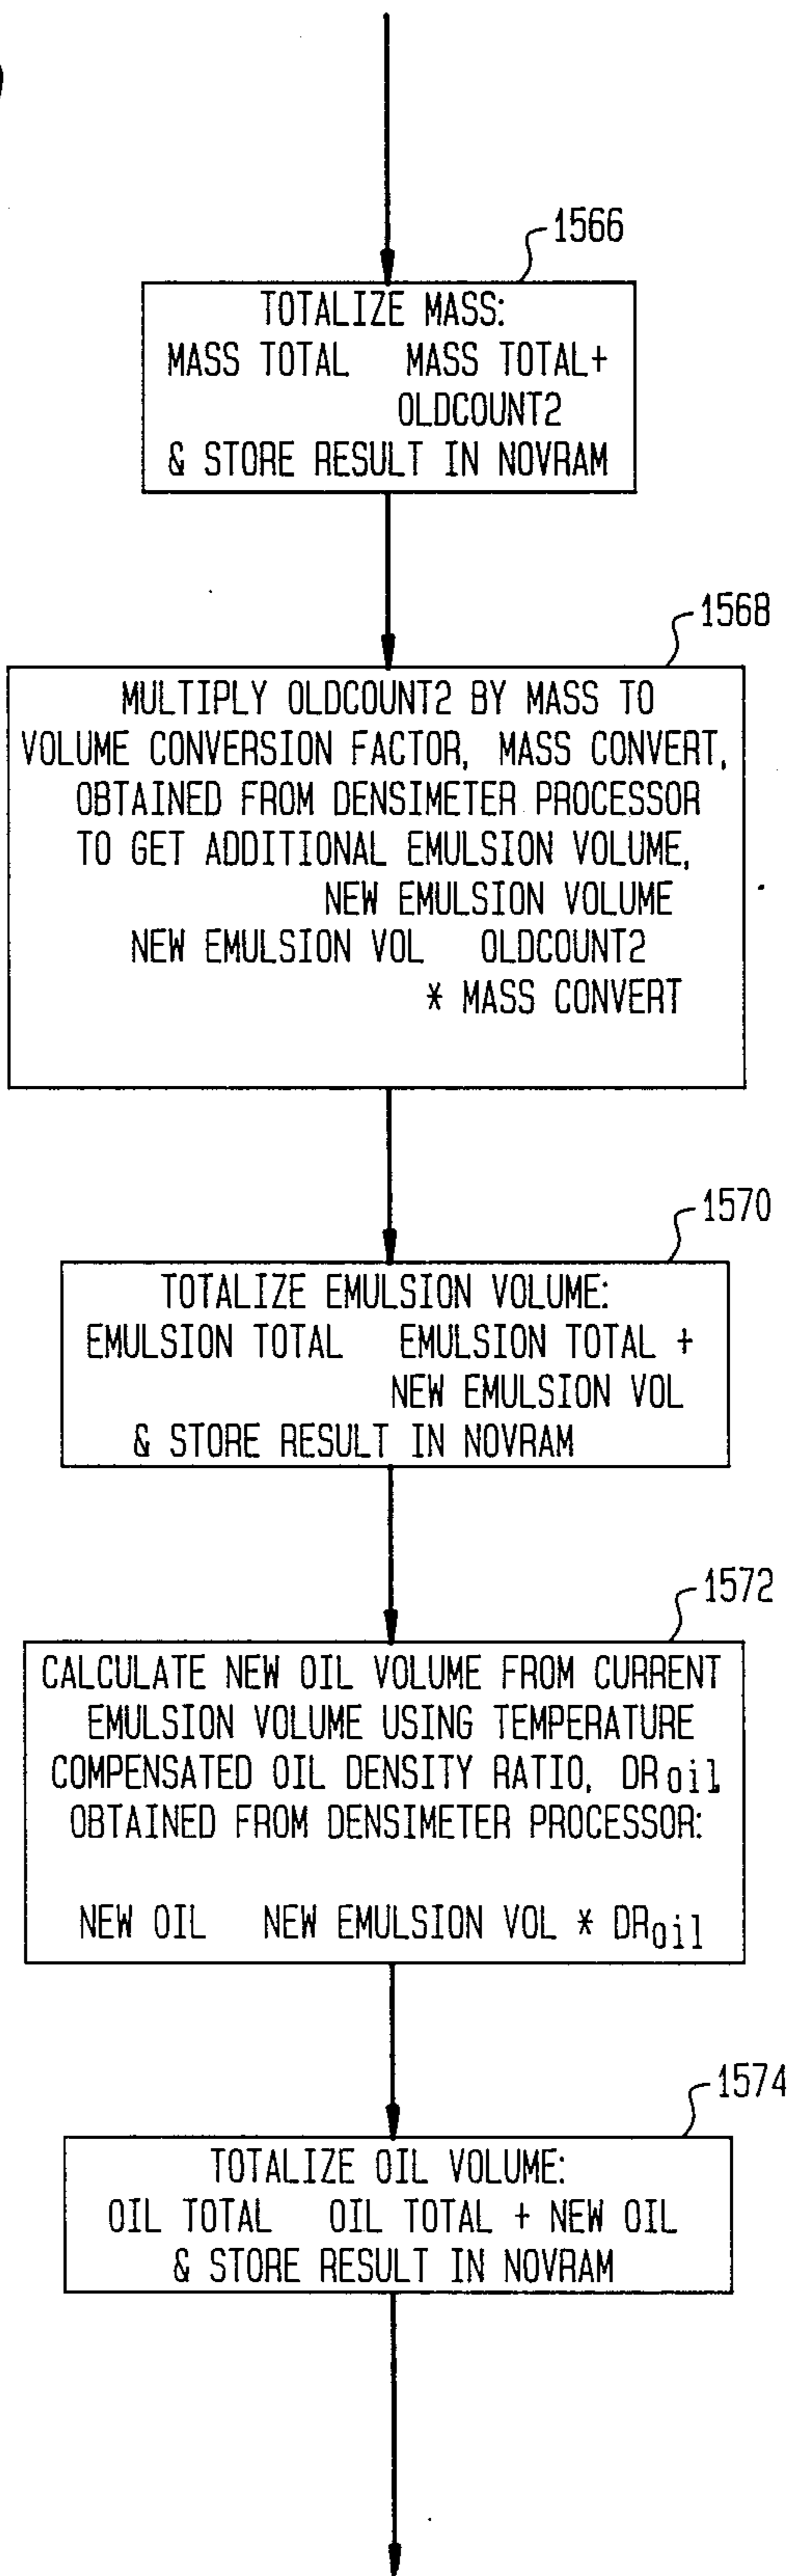 1566
TOTALIZE MASS:
MASS TOTAL MASS TOTAL+
OLDCOUNT2
& STORE RESULT IN NOVRAM
1568
MULTIPLY OLDCOUNT2 BY MASS TO
VOLUME CONVERSION FACTOR, MASS CONVERT,
OBTAINED FROM DENSIMETER PROCESSOR
TO GET ADDITIONAL EMULSION VOLUME,
NEW EMULSION VOLUME
NEW EMULSION VOL OLDCOUNT2
* MASS CONVERT
1570
TOTALIZE EMULSION VOLUME:
EMULSION TOTAL EMULSION TOTAL +
NEW EMULSION VOL
& STORE RESULT IN NOVRAM
1572
CALCULATE NEW OIL VOLUME FROM CURRENT
EMULSION VOLUME USING TEMPERATURE
COMPENSATED OIL DENSITY RATIO, DRoil
OBTAINED FROM DENSIMETER PROCESSOR:
NEW OIL NEW EMULSION VOL * DRoil
1574
TOTALIZE OIL VOLUME:
OIL TOTAL OIL TOTAL + NEW OIL
& STORE RESULT IN NOVRAM